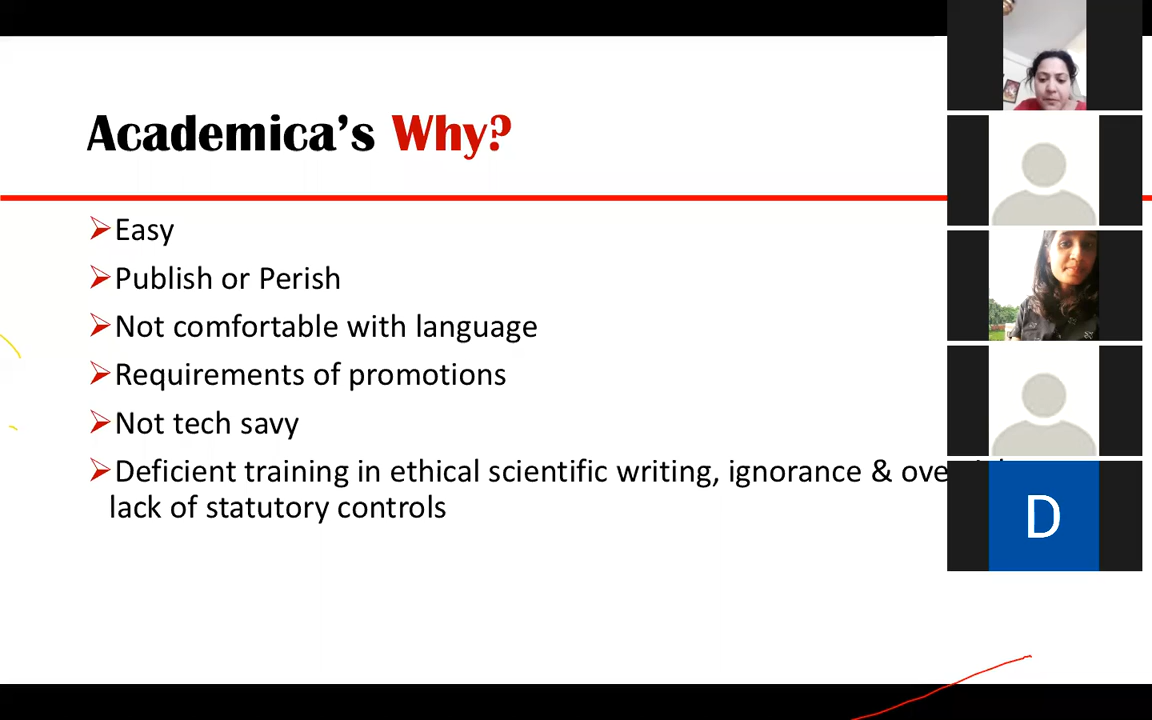 Academica's Why?
Easy
Publish or Perish
Not comfortable with language
Requirements of promotions
Not tech savy
Deficient training in ethical scientific writing, ignorance &
lack of statutory controls
D